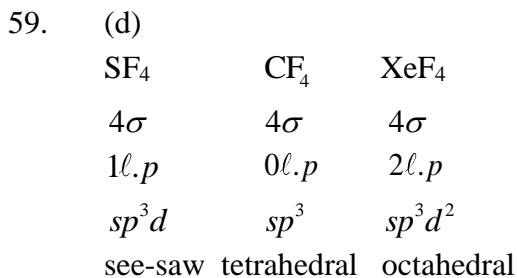 59. (d)
SF₄ CF₄ XeF₄
4σ 4σ 4σ
1ℓ.p 0ℓ.p 2ℓ.p
sp³d sp³ sp³d²
see-saw tetrahedral octahedral